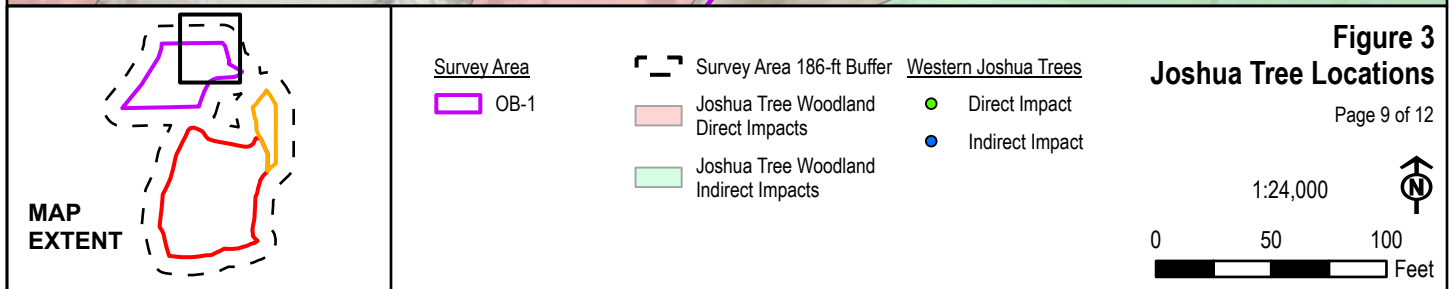 MAP
EXTENT
Survey Area
OB-1
Survey Area 186-ft Buffer
Joshua Tree Woodland
Direct Impacts
Joshua Tree Woodland
Indirect Impacts
Western Joshua Trees
Direct Impact
Indirect Impact
Figure 3
Joshua Tree Locations
Page 9 of 12
1:24,000
N
0 50 100
Feet